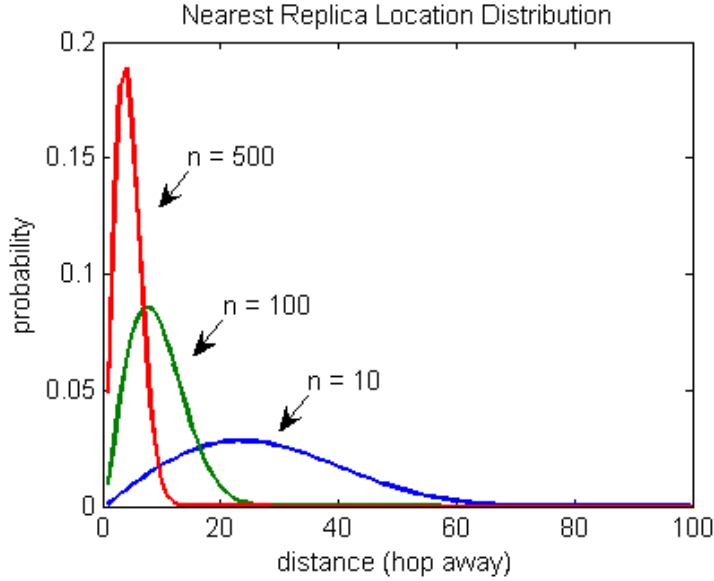 Nearest Replica Location Distribution
0.2
0.15
0.1
0.05
0
probability
n = 500
n = 100
n = 10
0 20 40 60 80 100
distance (hop away)